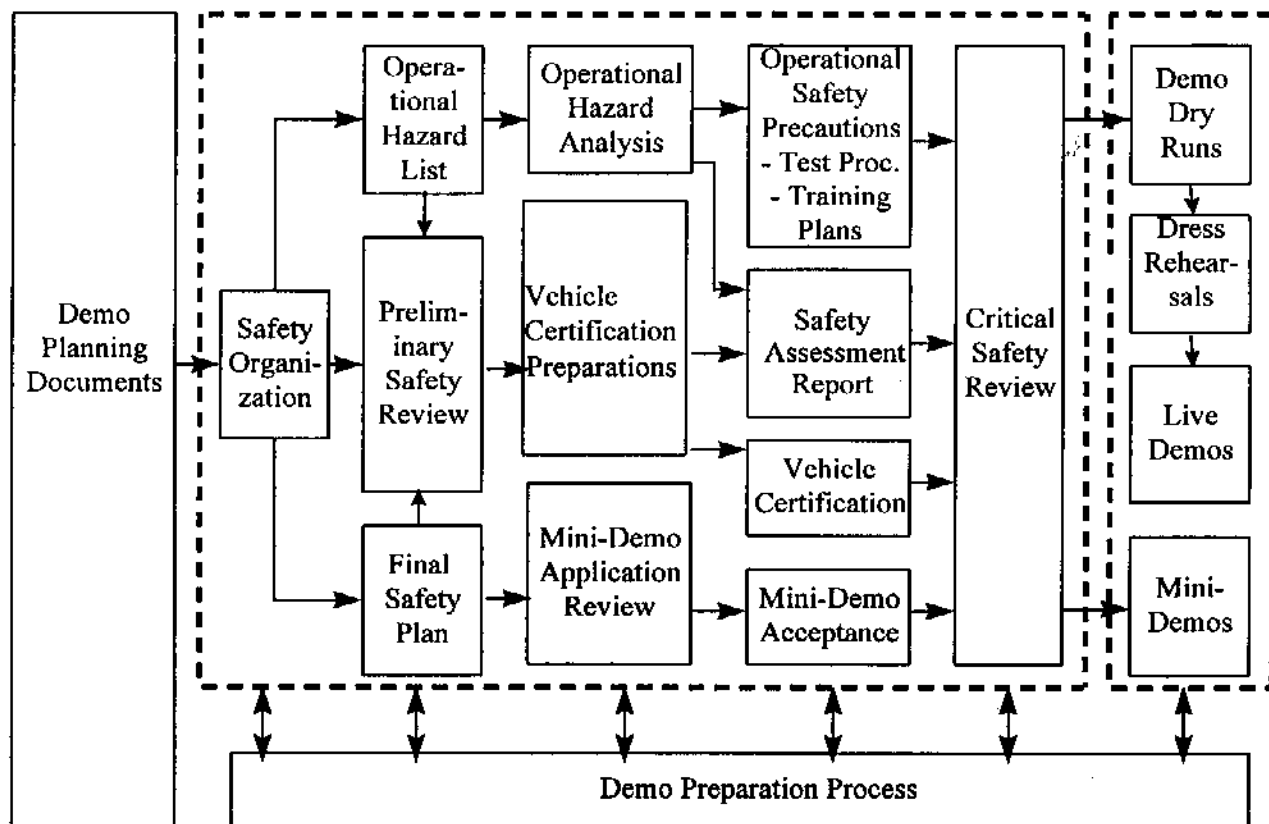 Demo
Planning
Documents
Safety
Organi-
zation
Opera-
tional
Hazard
List
Prelim-
inary
Safety
Review
Final
Safety
Plan
Operational
Hazard
Analysis
Vehicle
Certification
Preparations
Mini-Demo
Application
Review
Operational
Safety
Precautions
- Test Proc.
- Training
Plans
Safety
Assessment
Report
Vehicle
Certification
Mini-Demo
Acceptance
Critical
Safety
Review
Demo
Dry
Runs
Dress
Rehear-
sals
Live
Demos
Mini-
Demos
Demo Preparation Process